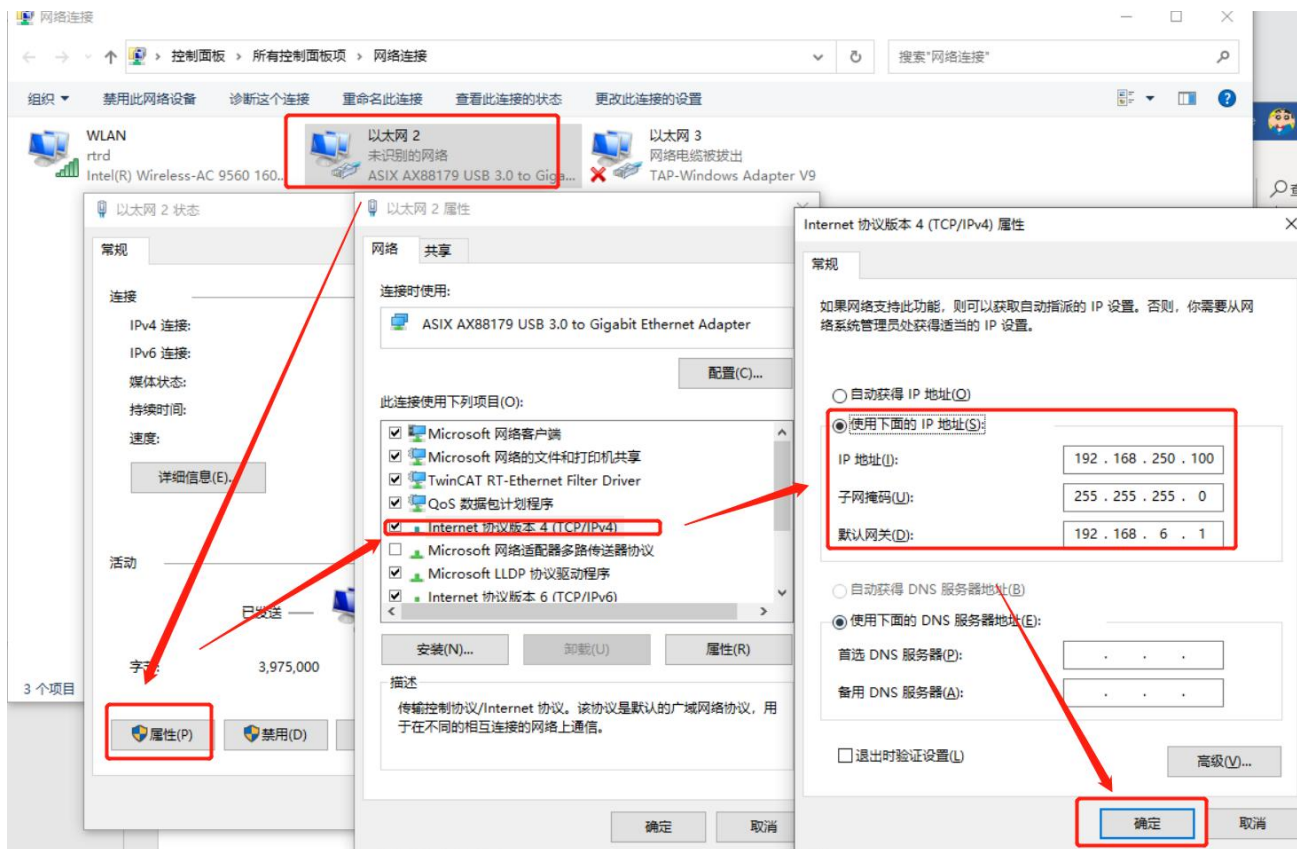 网络连接
控制面板 › 所有控制面板项 › 网络连接
搜索"网络连接"
组织 禁用此网络设备 诊断这个连接 重命名此连接 查看此连接的状态 更改此连接的设置
WLAN
rtrd
Intel(R) Wireless-AC 9560 160...
以太网 2
未识别的网络
ASIX AX88179 USB 3.0 to Giga...
以太网 3
网络电缆被拔出
TAP-Windows Adapter V9
3 个项目
以太网 2 状态
常规
连接
IPv4 连接:
IPv6 连接:
媒体状态:
持续时间:
速度:
详细信息(E)...
活动
已发送
3,975,000
属性(P)
禁用(D)
以太网 2 属性
网络 共享
连接时使用:
ASIX AX88179 USB 3.0 to Gigabit Ethernet Adapter
配置(C)...
此连接使用下列项目(O):
Microsoft 网络客户端
Microsoft 网络的文件和打印机共享
TwinCAT RT-Ethernet Filter Driver
QoS 数据包计划程序
Internet 协议版本 4 (TCP/IPv4)
Microsoft 网络适配器多路传送器协议
Microsoft LLDP 协议驱动程序
Internet 协议版本 6 (TCP/IPv6)
安装(N)... 卸载(U) 属性(R)
描述
传输控制协议/Internet 协议。该协议是默认的广域网络协议，用
于在不同的相互连接的网络上通信。
确定 取消
Internet 协议版本 4 (TCP/IPv4) 属性
常规
如果网络支持此功能，则可以获取自动指派的 IP 设置。否则，你需要从网
络系统管理员处获得适当的 IP 设置。
自动获得 IP 地址(O)
使用下面的 IP 地址(S):
IP 地址(I): 192 . 168 . 250 . 100
子网掩码(U): 255 . 255 . 255 . 0
默认网关(D): 192 . 168 . 6 . 1
自动获得 DNS 服务器地址(B)
使用下面的 DNS 服务器地址(E):
首选 DNS 服务器(P):
备用 DNS 服务器(A):
退出时验证设置(L)
高级(V)...
确定 取消